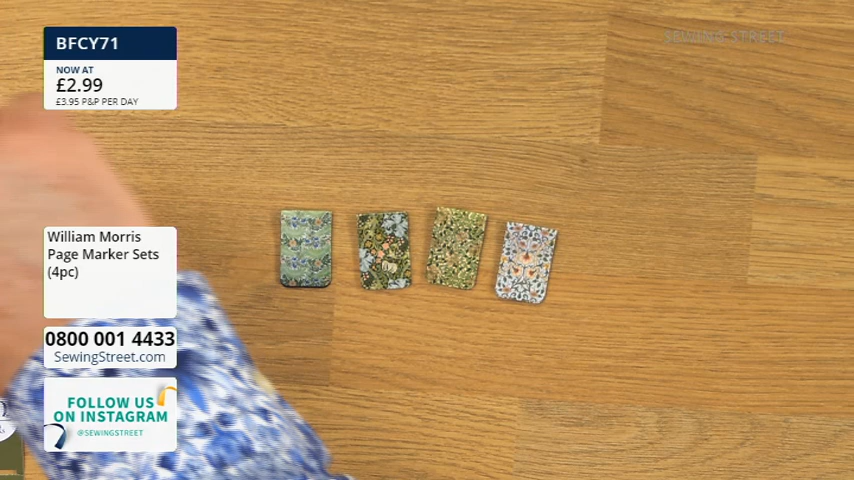 BFCY71
NOW AT
£2.99
£3.95 P&P PER DAY
SEWING STREET
William Morris
Page Marker Sets
(4pc)
0800 001 4433
SewingStreet.com
FOLLOW US
ON INSTAGRAM
@SEWINGSTREET